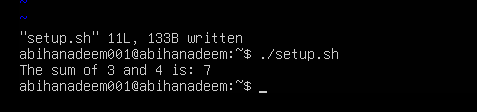 ~
~
"setup.sh" 11L, 133B written
abihanadeem001@abihanadeem:~$ ./setup.sh
The sum of 3 and 4 is: 7
abihanadeem001@abihanadeem:~$ _